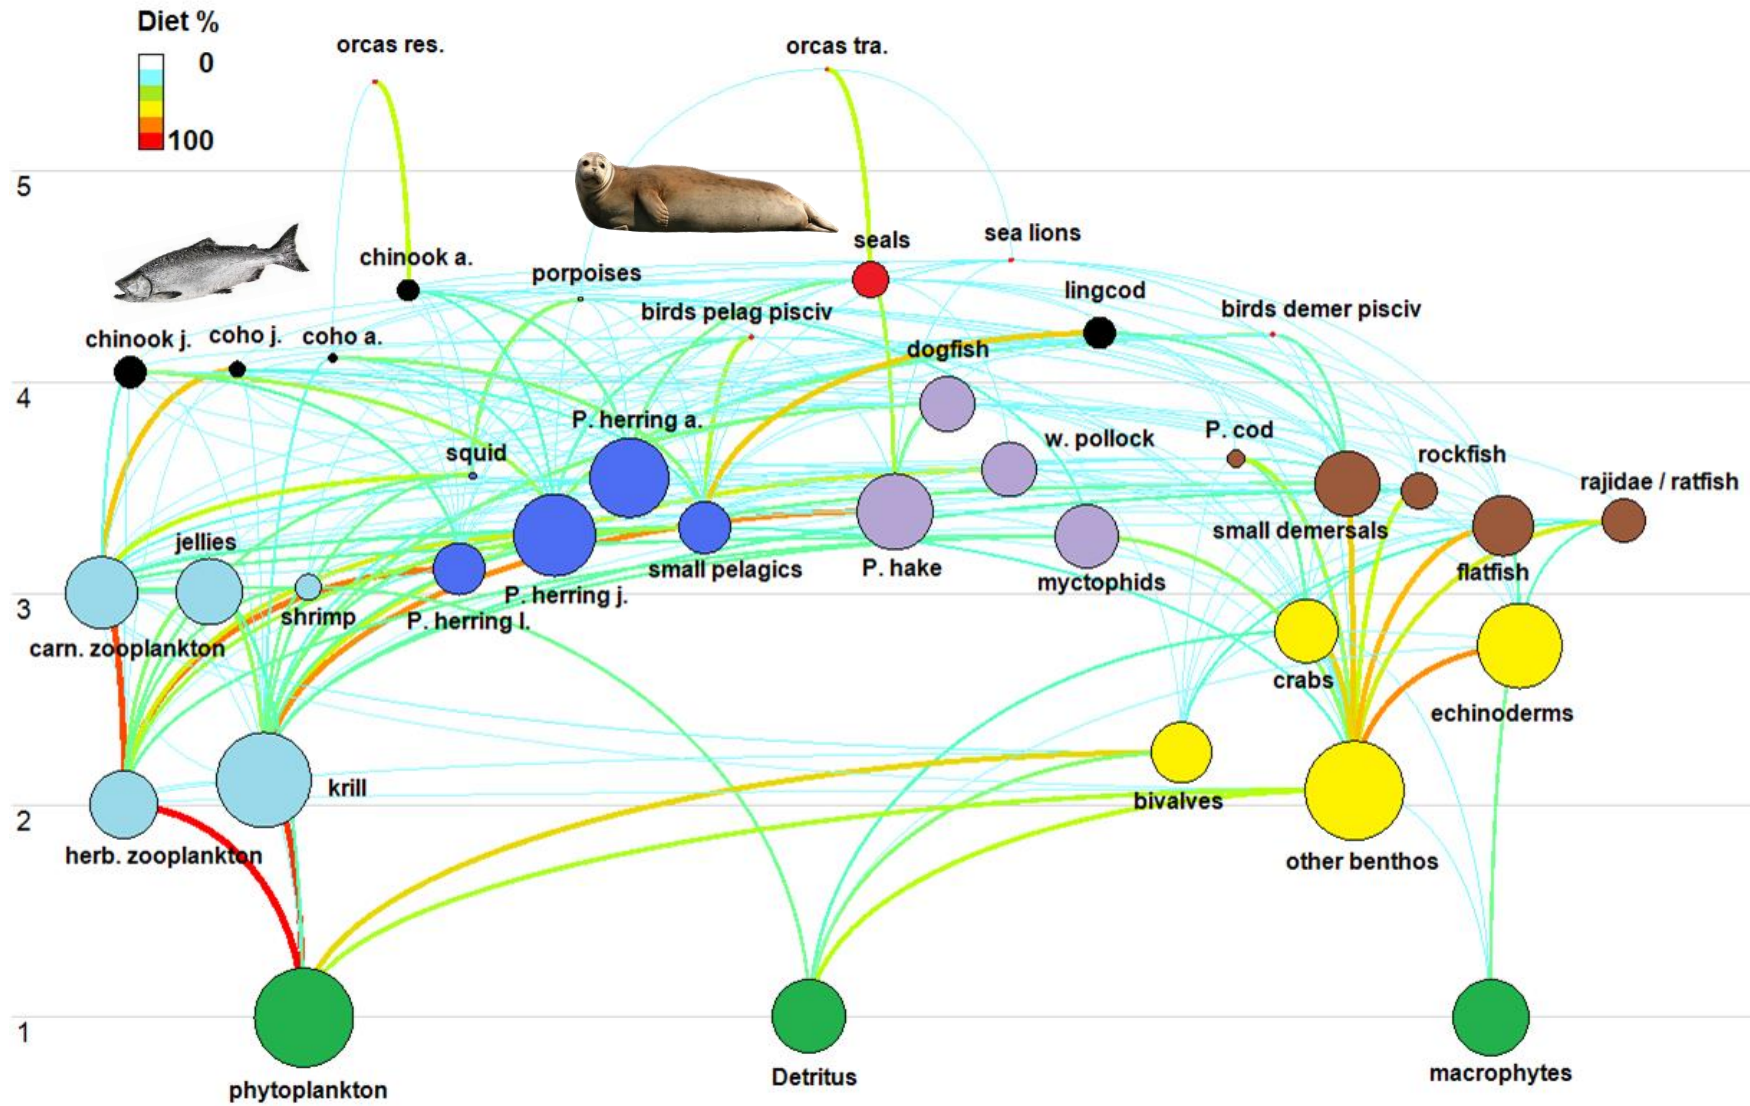 Diet %
0
100
orcas res.
orcas tra.
5
seals
sea lions
chinook a.
porpoises
lingcod
birds pelag pisciv
birds demer pisciv
chinook j.
coho j.
coho a.
dogfish
4
P. herring a.
w. pollock
P. cod
squid
rockfish
rajidae / ratfish
small demersals
jellies
small pelagics
P. hake
flatfish
myctophids
P. herring j.
3
shrimp
P. herring l.
carn. zooplankton
crabs
echinoderms
krill
bivalves
2
herb. zooplankton
other benthos
1
phytoplankton
Detritus
macrophytes